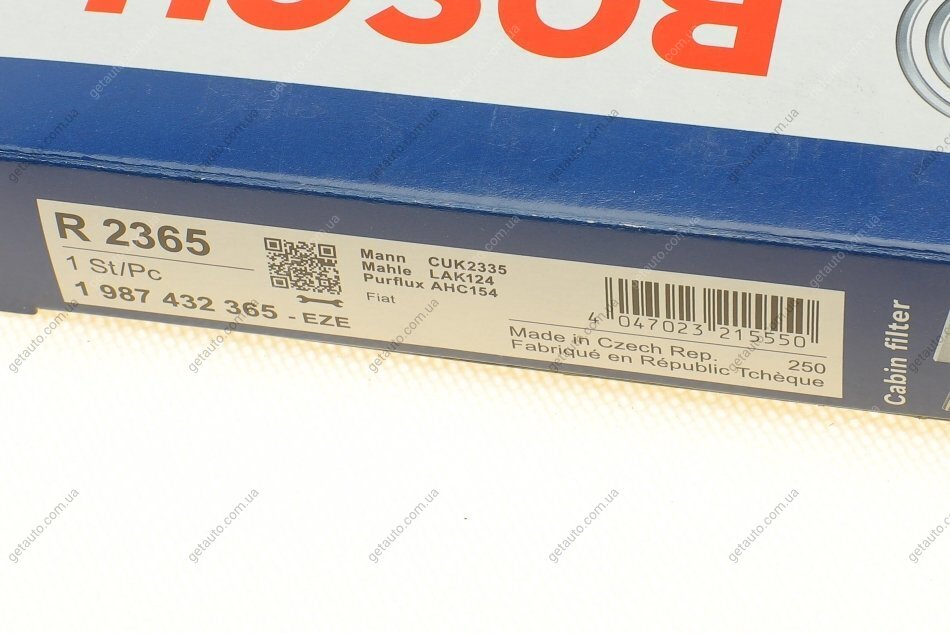 BOSCH
R 2365
1 St/Pc
1 987 432 365 - EZE
Mann CUK2335
Mahle LAK124
Purflux AHC154
Fiat
4 047023 215550
Made in Czech Rep. 250
Fabriqué en Républic Tchèque
Cabin filter
getauto.com.ua